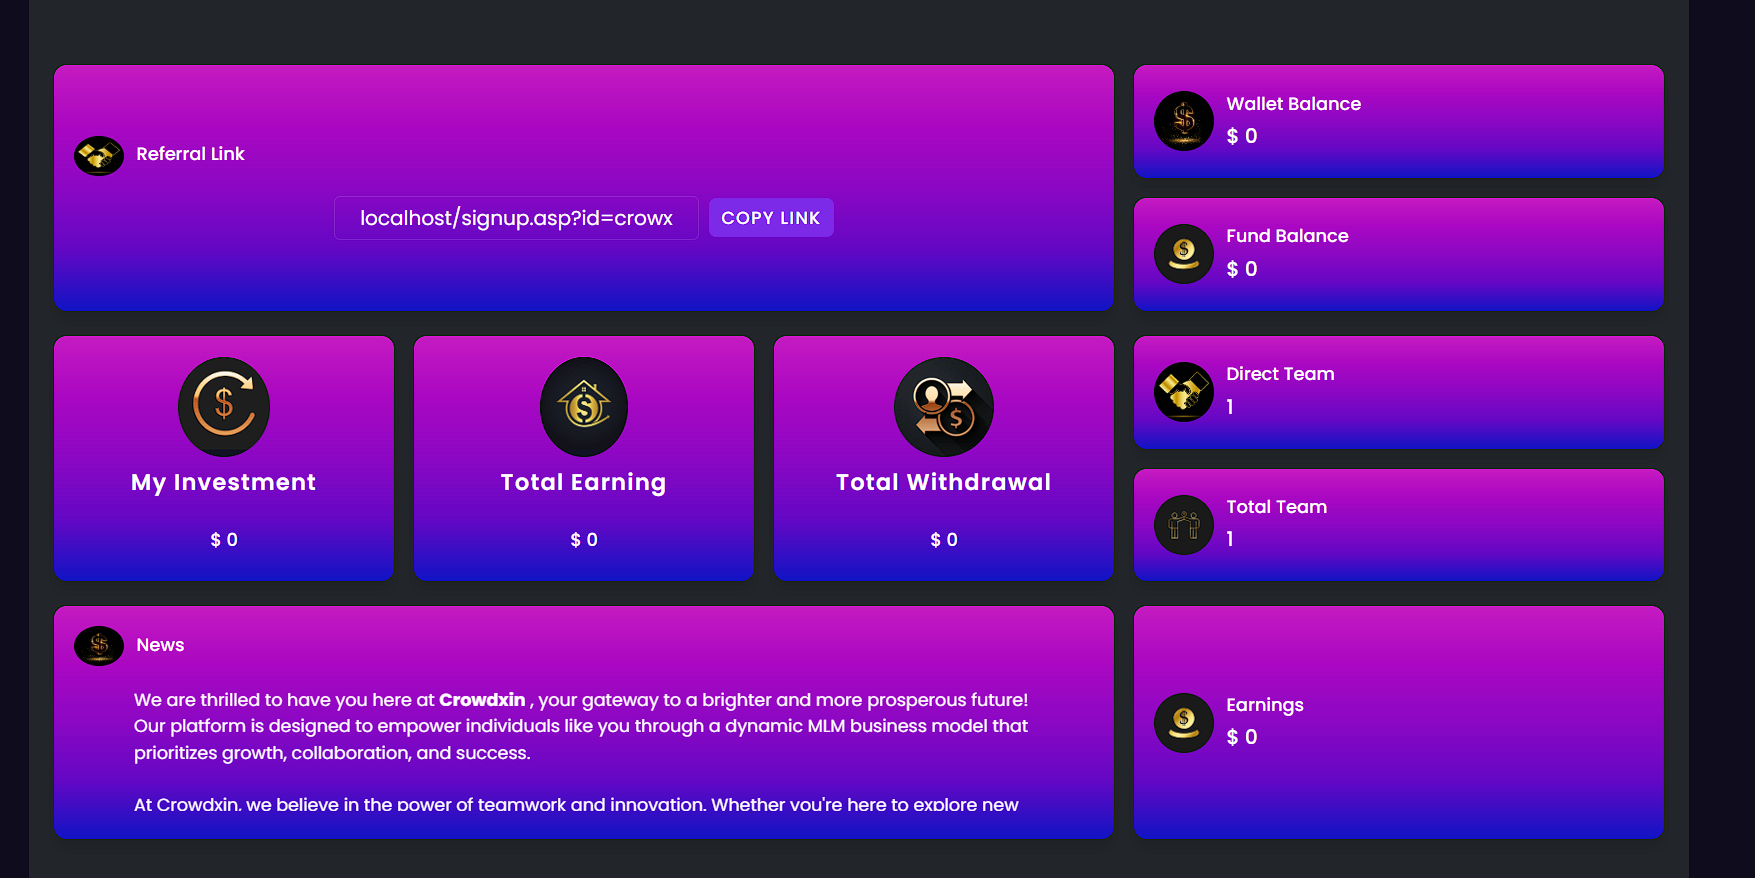 Referral Link
localhost/signup.asp?id=crowx
COPY LINK
Wallet Balance
$ 0
Fund Balance
$ 0
My Investment
$ 0
Total Earning
$ 0
Total Withdrawal
$ 0
Direct Team
1
Total Team
1
News
We are thrilled to have you here at Crowdxin , your gateway to a brighter and more prosperous future!
Our platform is designed to empower individuals like you through a dynamic MLM business model that
prioritizes growth, collaboration, and success.
At Crowdxin, we believe in the power of teamwork and innovation. Whether you're here to explore new
Earnings
$ 0